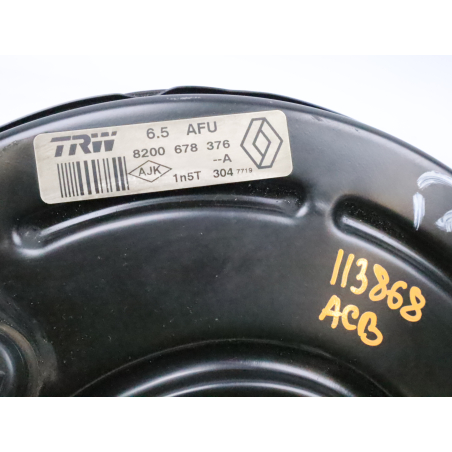 TRW 6.5 AFU
8200 678 376
--A
AJK 1n5T 304 7719
113868
ACB